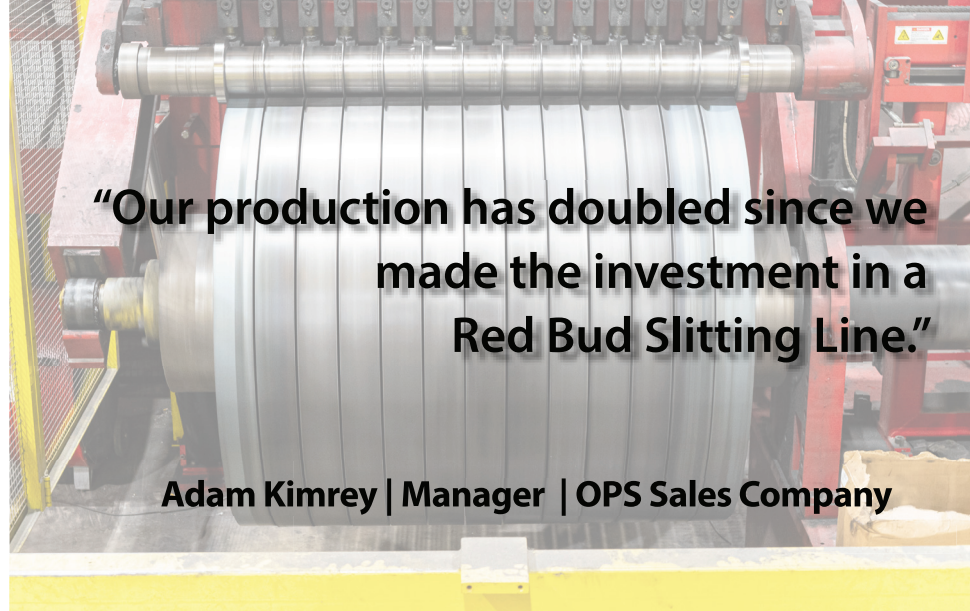 “Our production has doubled since we
made the investment in a
Red Bud Slitting Line.”
Adam Kimrey | Manager | OPS Sales Company